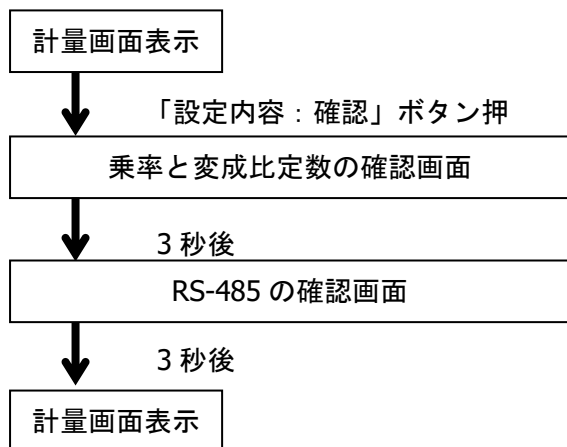 計量画面表示
「設定内容：確認」ボタン押
乗率と変成比定数の確認画面
3 秒後
RS-485 の確認画面
3 秒後
計量画面表示